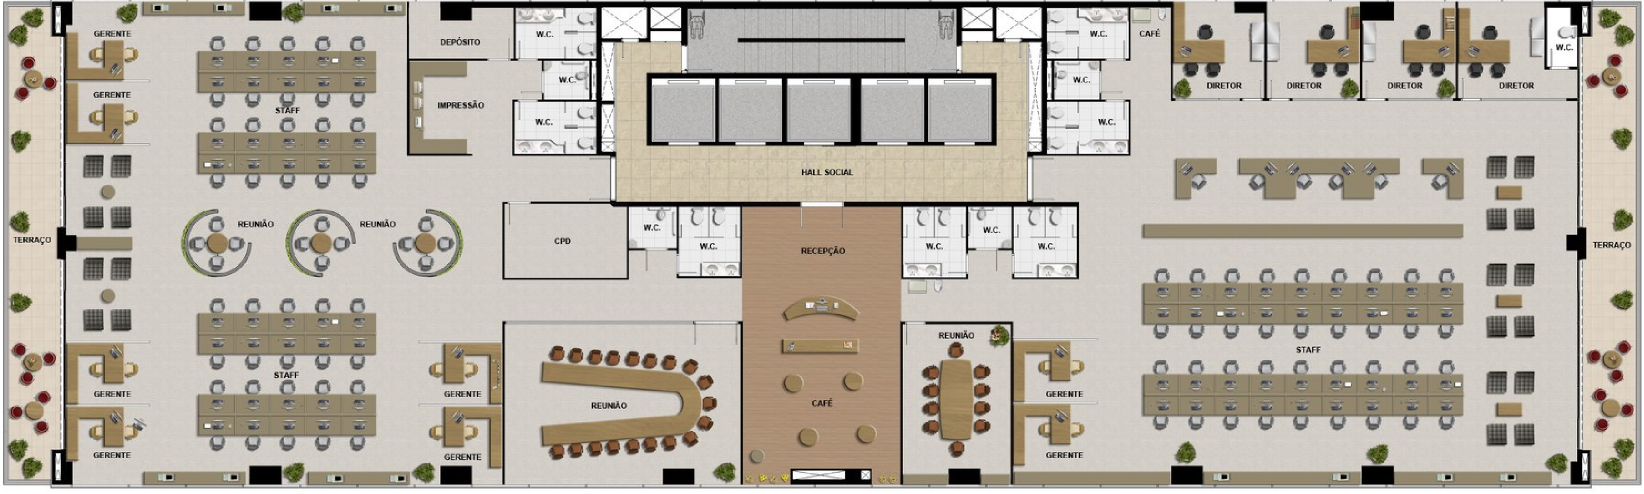 GERENTE
GERENTE
STAFF
DEPÓSITO
IMPRESSÃO
W.C.
W.C.
W.C.
HALL SOCIAL
W.C.
W.C.
W.C.
CAFÉ
DIRETOR
DIRETOR
DIRETOR
DIRETOR
W.C.
TERRAÇO
REUNIÃO
REUNIÃO
CPD
W.C.
W.C.
RECEPÇÃO
W.C.
W.C.
W.C.
TERRAÇO
STAFF
GERENTE
GERENTE
GERENTE
GERENTE
REUNIÃO
CAFÉ
REUNIÃO
GERENTE
GERENTE
STAFF